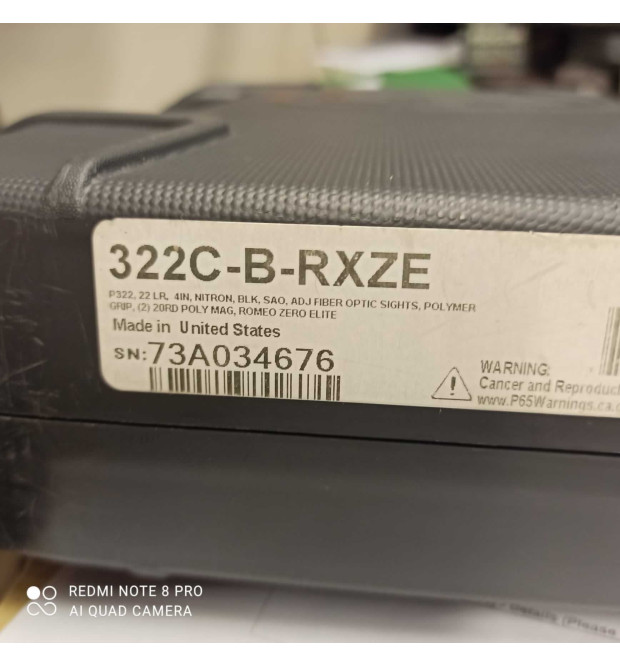 322C-B-RXZE
P322, 22 LR, 4IN, NITRON, BLK, SAO, ADJ FIBER OPTIC SIGHTS, POLYMER
GRIP, (2) 20RD POLY MAG, ROMEO ZERO ELITE
Made in United States
SN:73A034676
WARNING:
Cancer and Reproduc
www.P65Warnings.ca.
Details (Please
REDMI NOTE 8 PRO
AI QUAD CAMERA